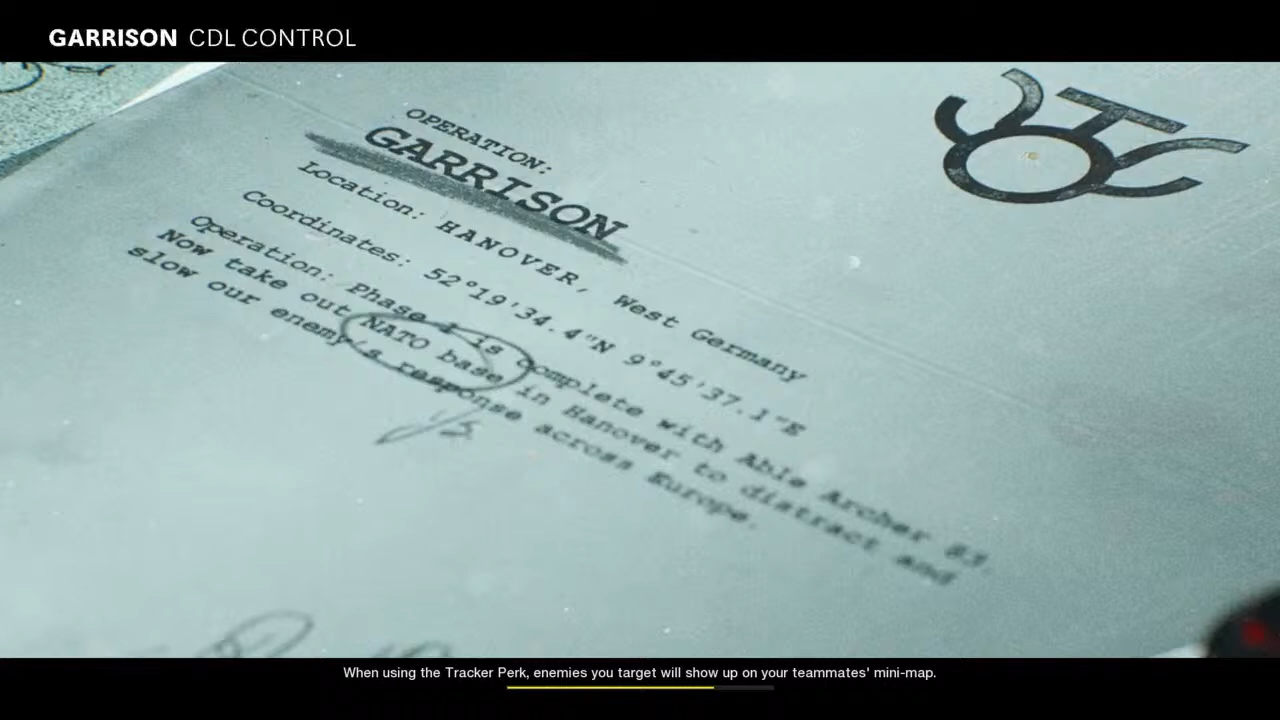 GARRISON CDL CONTROL
OPERATION:
GARRISON
Location: HANOVER, West Germany
Coordinates: 52°19'34.4"N 9°45'37.1"E
Operation: Phase 1 is complete with Able Archer 83.
Now take out NATO base in Hanover to distract and
slow our enemy's response across Europe.
When using the Tracker Perk, enemies you target will show up on your teammates' mini-map.